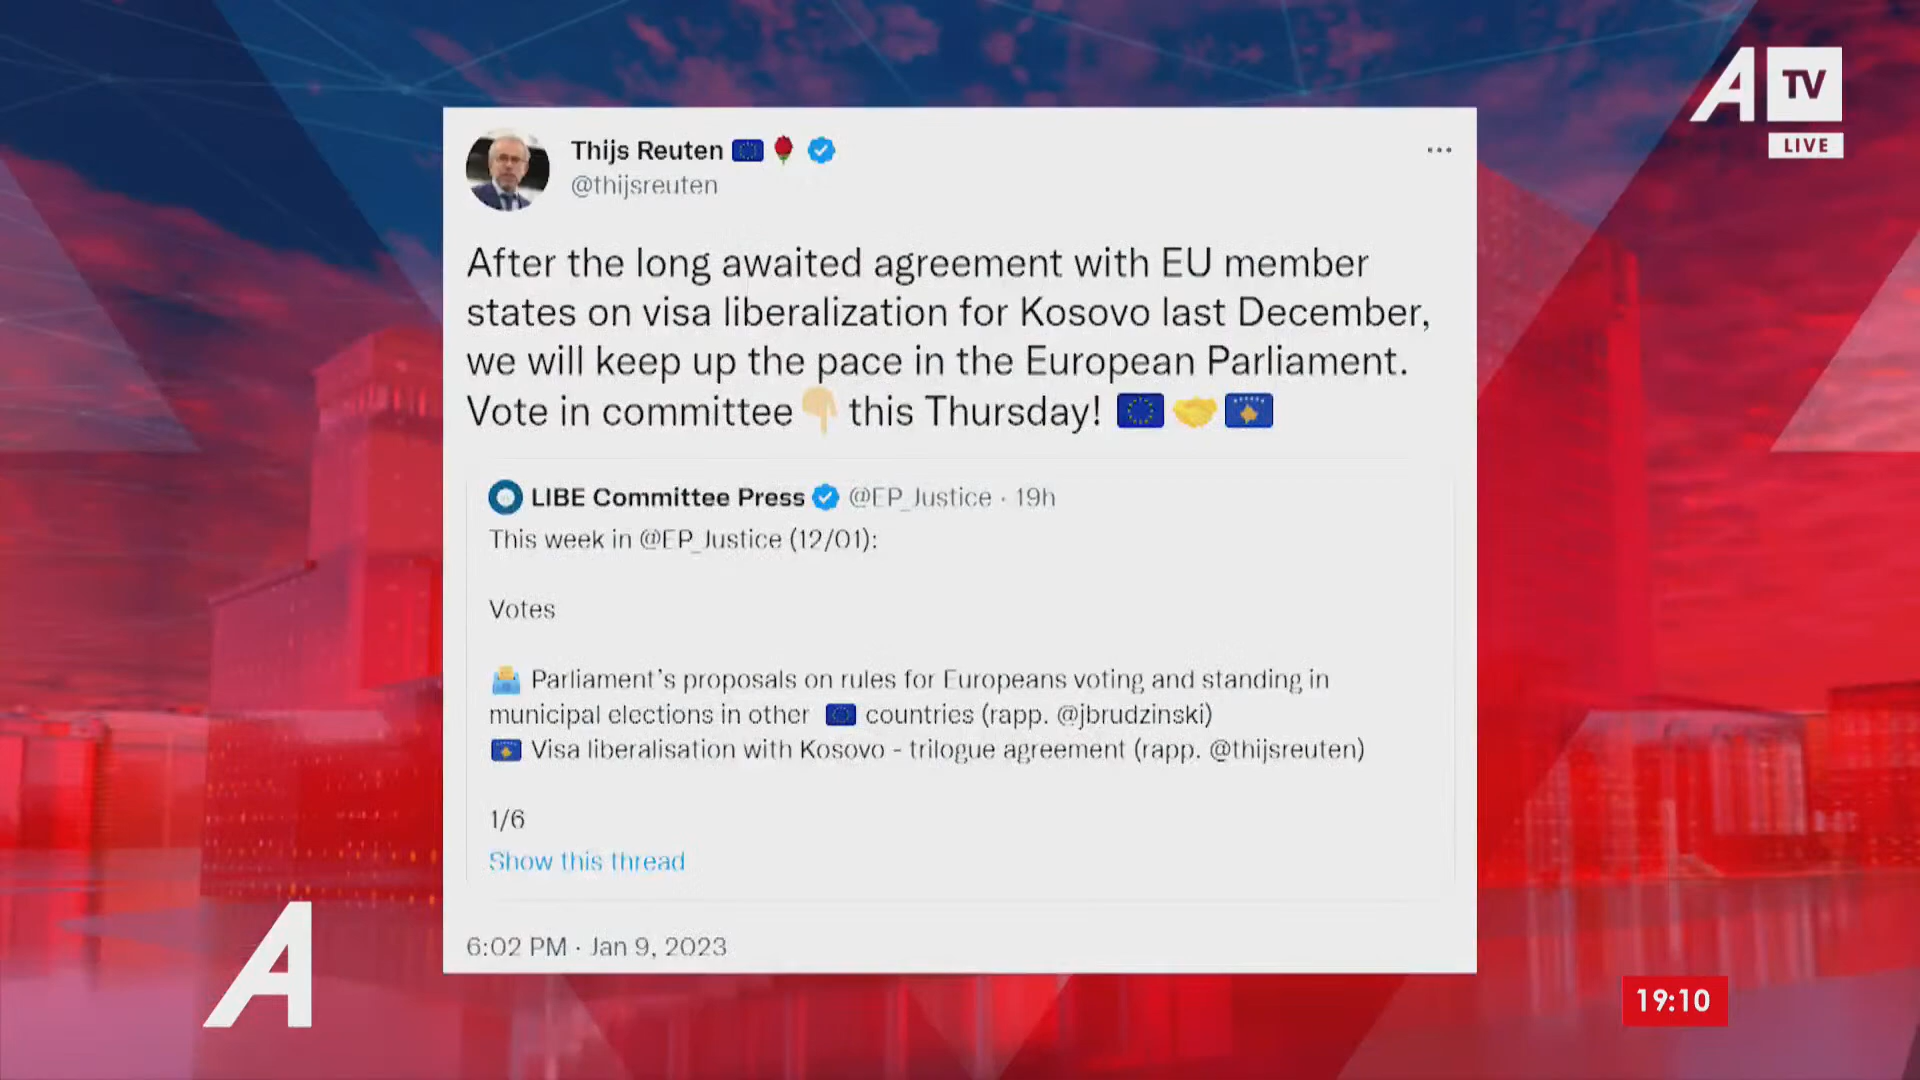 A TV
LIVE
Thijs Reuten
@thijsreuten
After the long awaited agreement with EU member
states on visa liberalization for Kosovo last December,
we will keep up the pace in the European Parliament.
Vote in committee👇this Thursday! 🇪🇺 🤝 🇽🇰
LIBE Committee Press @EP_Justice · 19h
This week in @EP_Justice (12/01):
Votes
🗳 Parliament's proposals on rules for Europeans voting and standing in
municipal elections in other 🇪🇺 countries (rapp. @jbrudzinski)
🇽🇰 Visa liberalisation with Kosovo - trilogue agreement (rapp. @thijsreuten)
1/6
Show this thread
6:02 PM · Jan 9, 2023
A
19:10